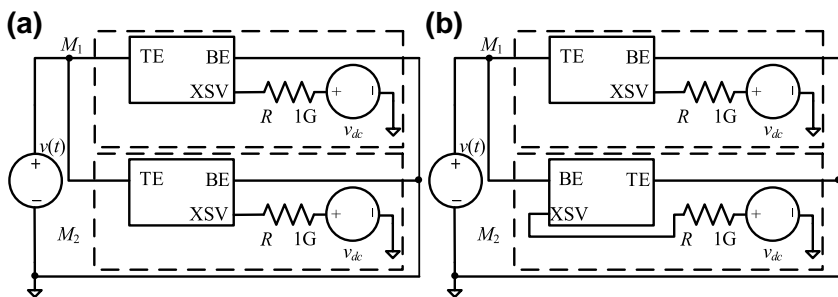 (a)
M1
TE
BE
XSV
R
1G
+
vdc
v(t)
+
−
TE
BE
XSV
M2
R
1G
+
vdc
(b)
M1
TE
BE
XSV
R
1G
+
vdc
v(t)
+
−
BE
TE
XSV
M2
R
1G
+
vdc